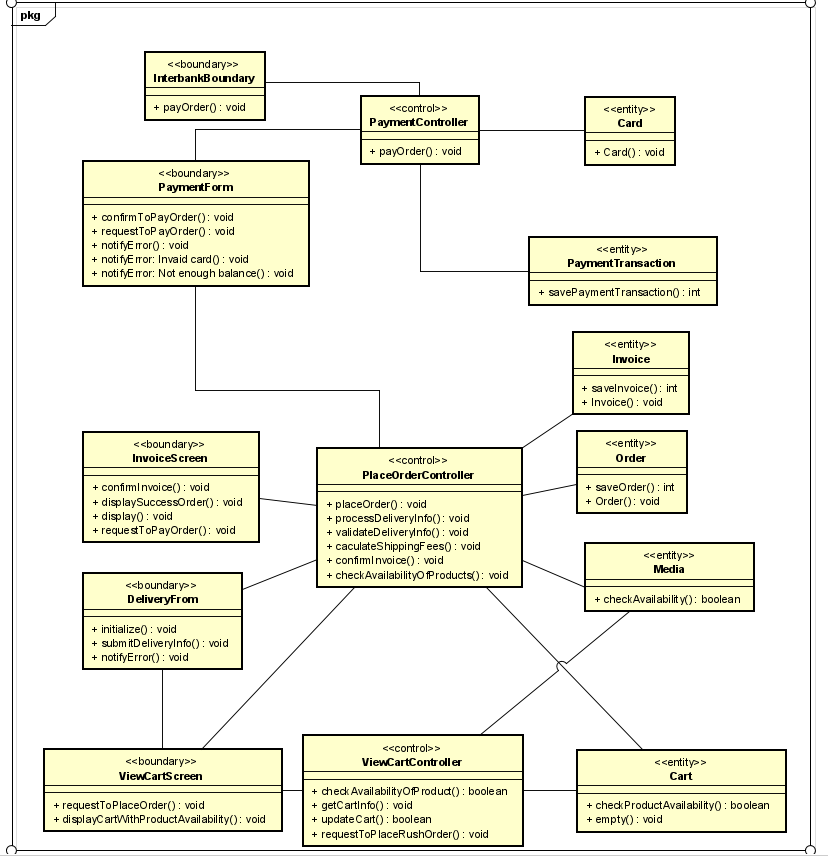 pkg
<<boundary>>
InterbankBoundary
+ payOrder() : void
<<control>>
PaymentController
+ payOrder() : void
<<entity>>
Card
+ Card() : void
<<boundary>>
PaymentForm
+ confirmToPayOrder() : void
+ requestToPayOrder() : void
+ notifyError() : void
+ notifyError: Invaid card() : void
+ notifyError: Not enough balance() : void
<<entity>>
PaymentTransaction
+ savePaymentTransaction() : int
<<entity>>
Invoice
+ saveInvoice() : int
+ Invoice() : void
<<boundary>>
InvoiceScreen
+ confirmInvoice() : void
+ displaySuccessOrder() : void
+ display() : void
+ requestToPayOrder() : void
<<control>>
PlaceOrderController
+ placeOrder() : void
+ processDeliveryInfo() : void
+ validateDeliveryInfo() : void
+ caculateShippingFees() : void
+ confirmInvoice() : void
+ checkAvailabilityOfProducts() : void
<<entity>>
Order
+ saveOrder() : int
+ Order() : void
<<entity>>
Media
+ checkAvailability() : boolean
<<boundary>>
DeliveryFrom
+ initialize() : void
+ submitDeliveryInfo() : void
+ notifyError() : void
<<boundary>>
ViewCartScreen
+ requestToPlaceOrder() : void
+ displayCartWithProductAvailability() : void
<<control>>
ViewCartController
+ checkAvailabilityOfProduct() : boolean
+ getCartInfo() : void
+ updateCart() : boolean
+ requestToPlaceRushOrder() : void
<<entity>>
Cart
+ checkProductAvailability() : boolean
+ empty() : void